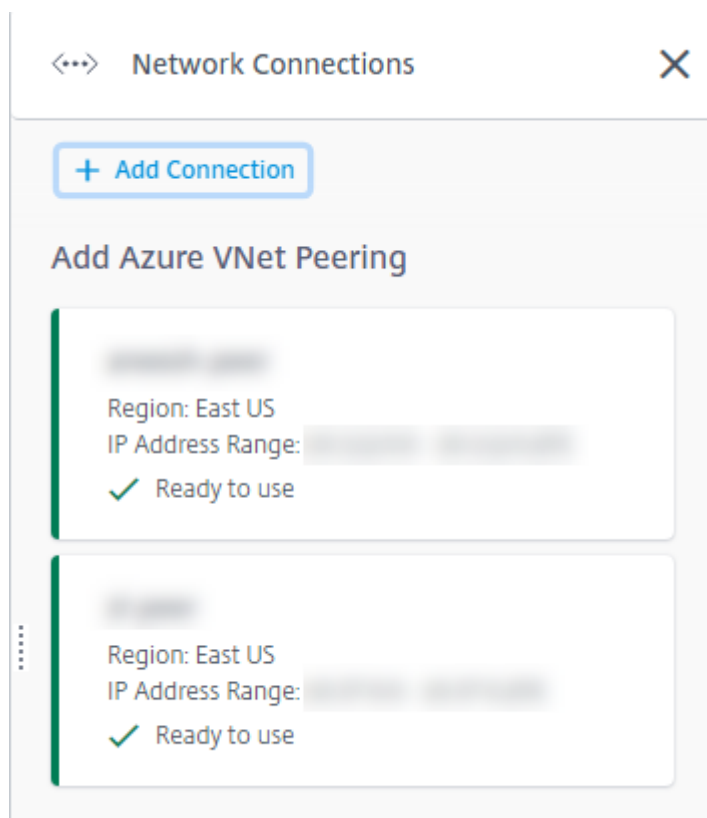 Network Connections
+ Add Connection
Add Azure VNet Peering
Region: East US
IP Address Range:
Ready to use
Region: East US
IP Address Range:
Ready to use